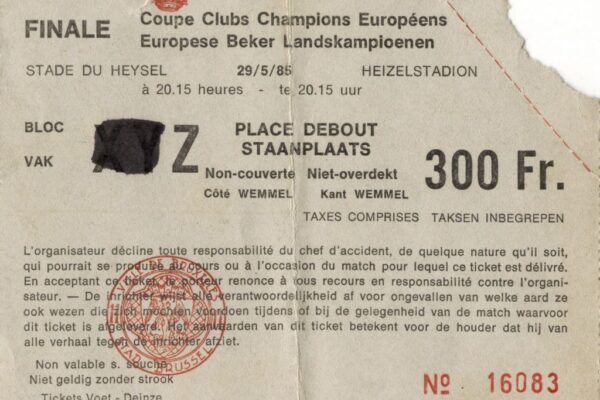 FINALE
Coupe Clubs Champions Européens
Europese Beker Landskampioenen
STADE DU HEYSEL 29/5/85 HEIZELSTADION
à 20.15 heures - te 20.15 uur
BLOC
VAK
Z
PLACE DEBOUT
STAANPLAATS
Non-couverte Niet-overdekt
Côté WEMMEL Kant WEMMEL
300 Fr.
TAXES COMPRISES TAKSEN INBEGREPEN
L'organisateur décline toute responsabilité du chef d'accident, de quelque nature qu'il soit,
qui pourrait se produire au cours ou à l'occasion du match pour lequel ce ticket est délivré.
En acceptant ce ticket, le porteur renonce à tous recours en responsabilité contre l'organi-
sateur. — De inrichter wijst alle verantwoordelijkheid af voor ongevallen van welke aard ze
ook wezen die zich mochten voordoen tijdens of bij de gelegenheid van de match waarvoor
dit ticket is afgeleverd. Het aanvaarden van dit ticket betekent voor de houder dat hij van
alle verhaal tegen de inrichter afziet.
Non valable s. souche
Niet geldig zonder strook
Tickets Voet - Deinze
Nº 16083